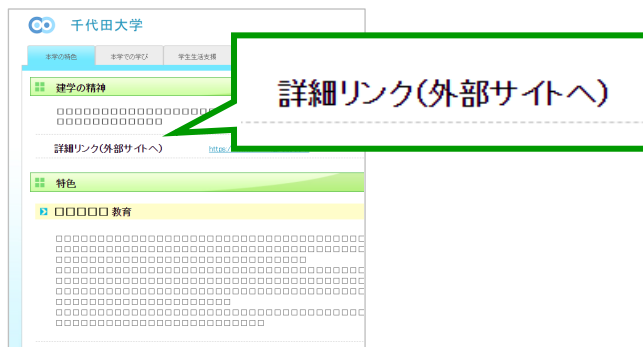 千代田大学
本学の特色 本学での学び 学生生活支援
建学の精神
□□□□□□□□□□□□□□□□□□
□□□□□□□□□□□□
詳細リンク(外部サイトへ)
詳細リンク(外部サイトへ)
https:/
特色
□□□□□ 教育